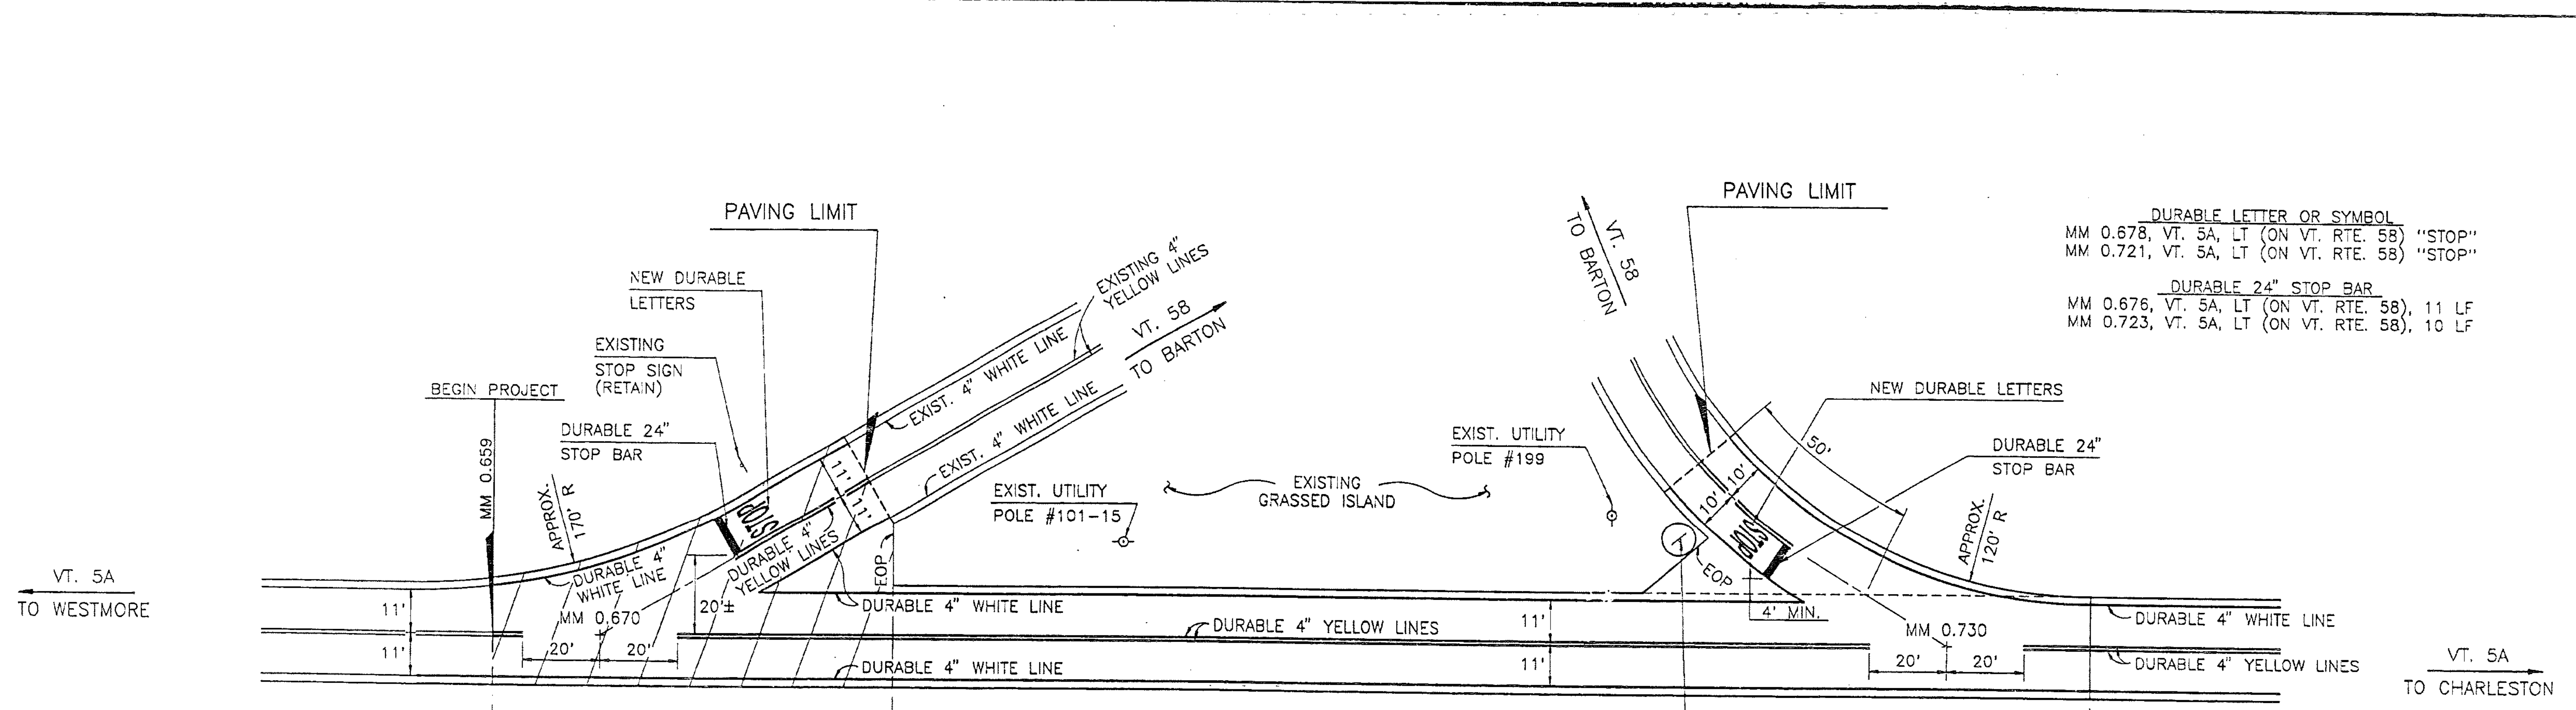 PAVING LIMIT
NEW DURABLE
LETTERS
EXISTING
STOP SIGN
(RETAIN)
BEGIN PROJECT
MM 0.659
DURABLE 24"
STOP BAR
APPROX.
170' R
STOP
EXISTING 4"
YELLOW LINES
VT. 58
TO BARTON
EXIST. 4" WHITE LINE
EXIST. 4" WHITE LINE
11'
11'
DURABLE 4"
YELLOW LINES
DURABLE 4"
WHITE LINE
EOP
20'±
MM 0.670
20'
20'
VT. 5A
TO WESTMORE
11'
11'
EXIST. UTILITY
POLE #101-15
EXISTING
GRASSED ISLAND
EXIST. UTILITY
POLE #199
DURABLE 4" WHITE LINE
DURABLE 4" YELLOW LINES
DURABLE 4" WHITE LINE
11'
11'
VT. 58
TO BARTON
PAVING LIMIT
NEW DURABLE LETTERS
50'
10'
10'
STOP
DURABLE 24"
STOP BAR
T
EOP
4' MIN.
APPROX.
120' R
MM 0.730
20'
20'
DURABLE 4" WHITE LINE
DURABLE 4" YELLOW LINES
VT. 5A
TO CHARLESTON
DURABLE LETTER OR SYMBOL
MM 0.678, VT. 5A, LT (ON VT. RTE. 58) "STOP"
MM 0.721, VT. 5A, LT (ON VT. RTE. 58) "STOP"
DURABLE 24" STOP BAR
MM 0.676, VT. 5A, LT (ON VT. RTE. 58), 11 LF
MM 0.723, VT. 5A, LT (ON VT. RTE. 58), 10 LF